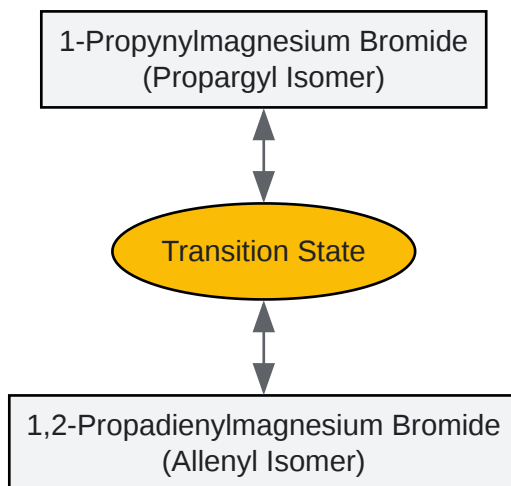 1-Propynylmagnesium Bromide
(Propargyl Isomer)
Transition State
1,2-Propadienylmagnesium Bromide
(Allenyl Isomer)